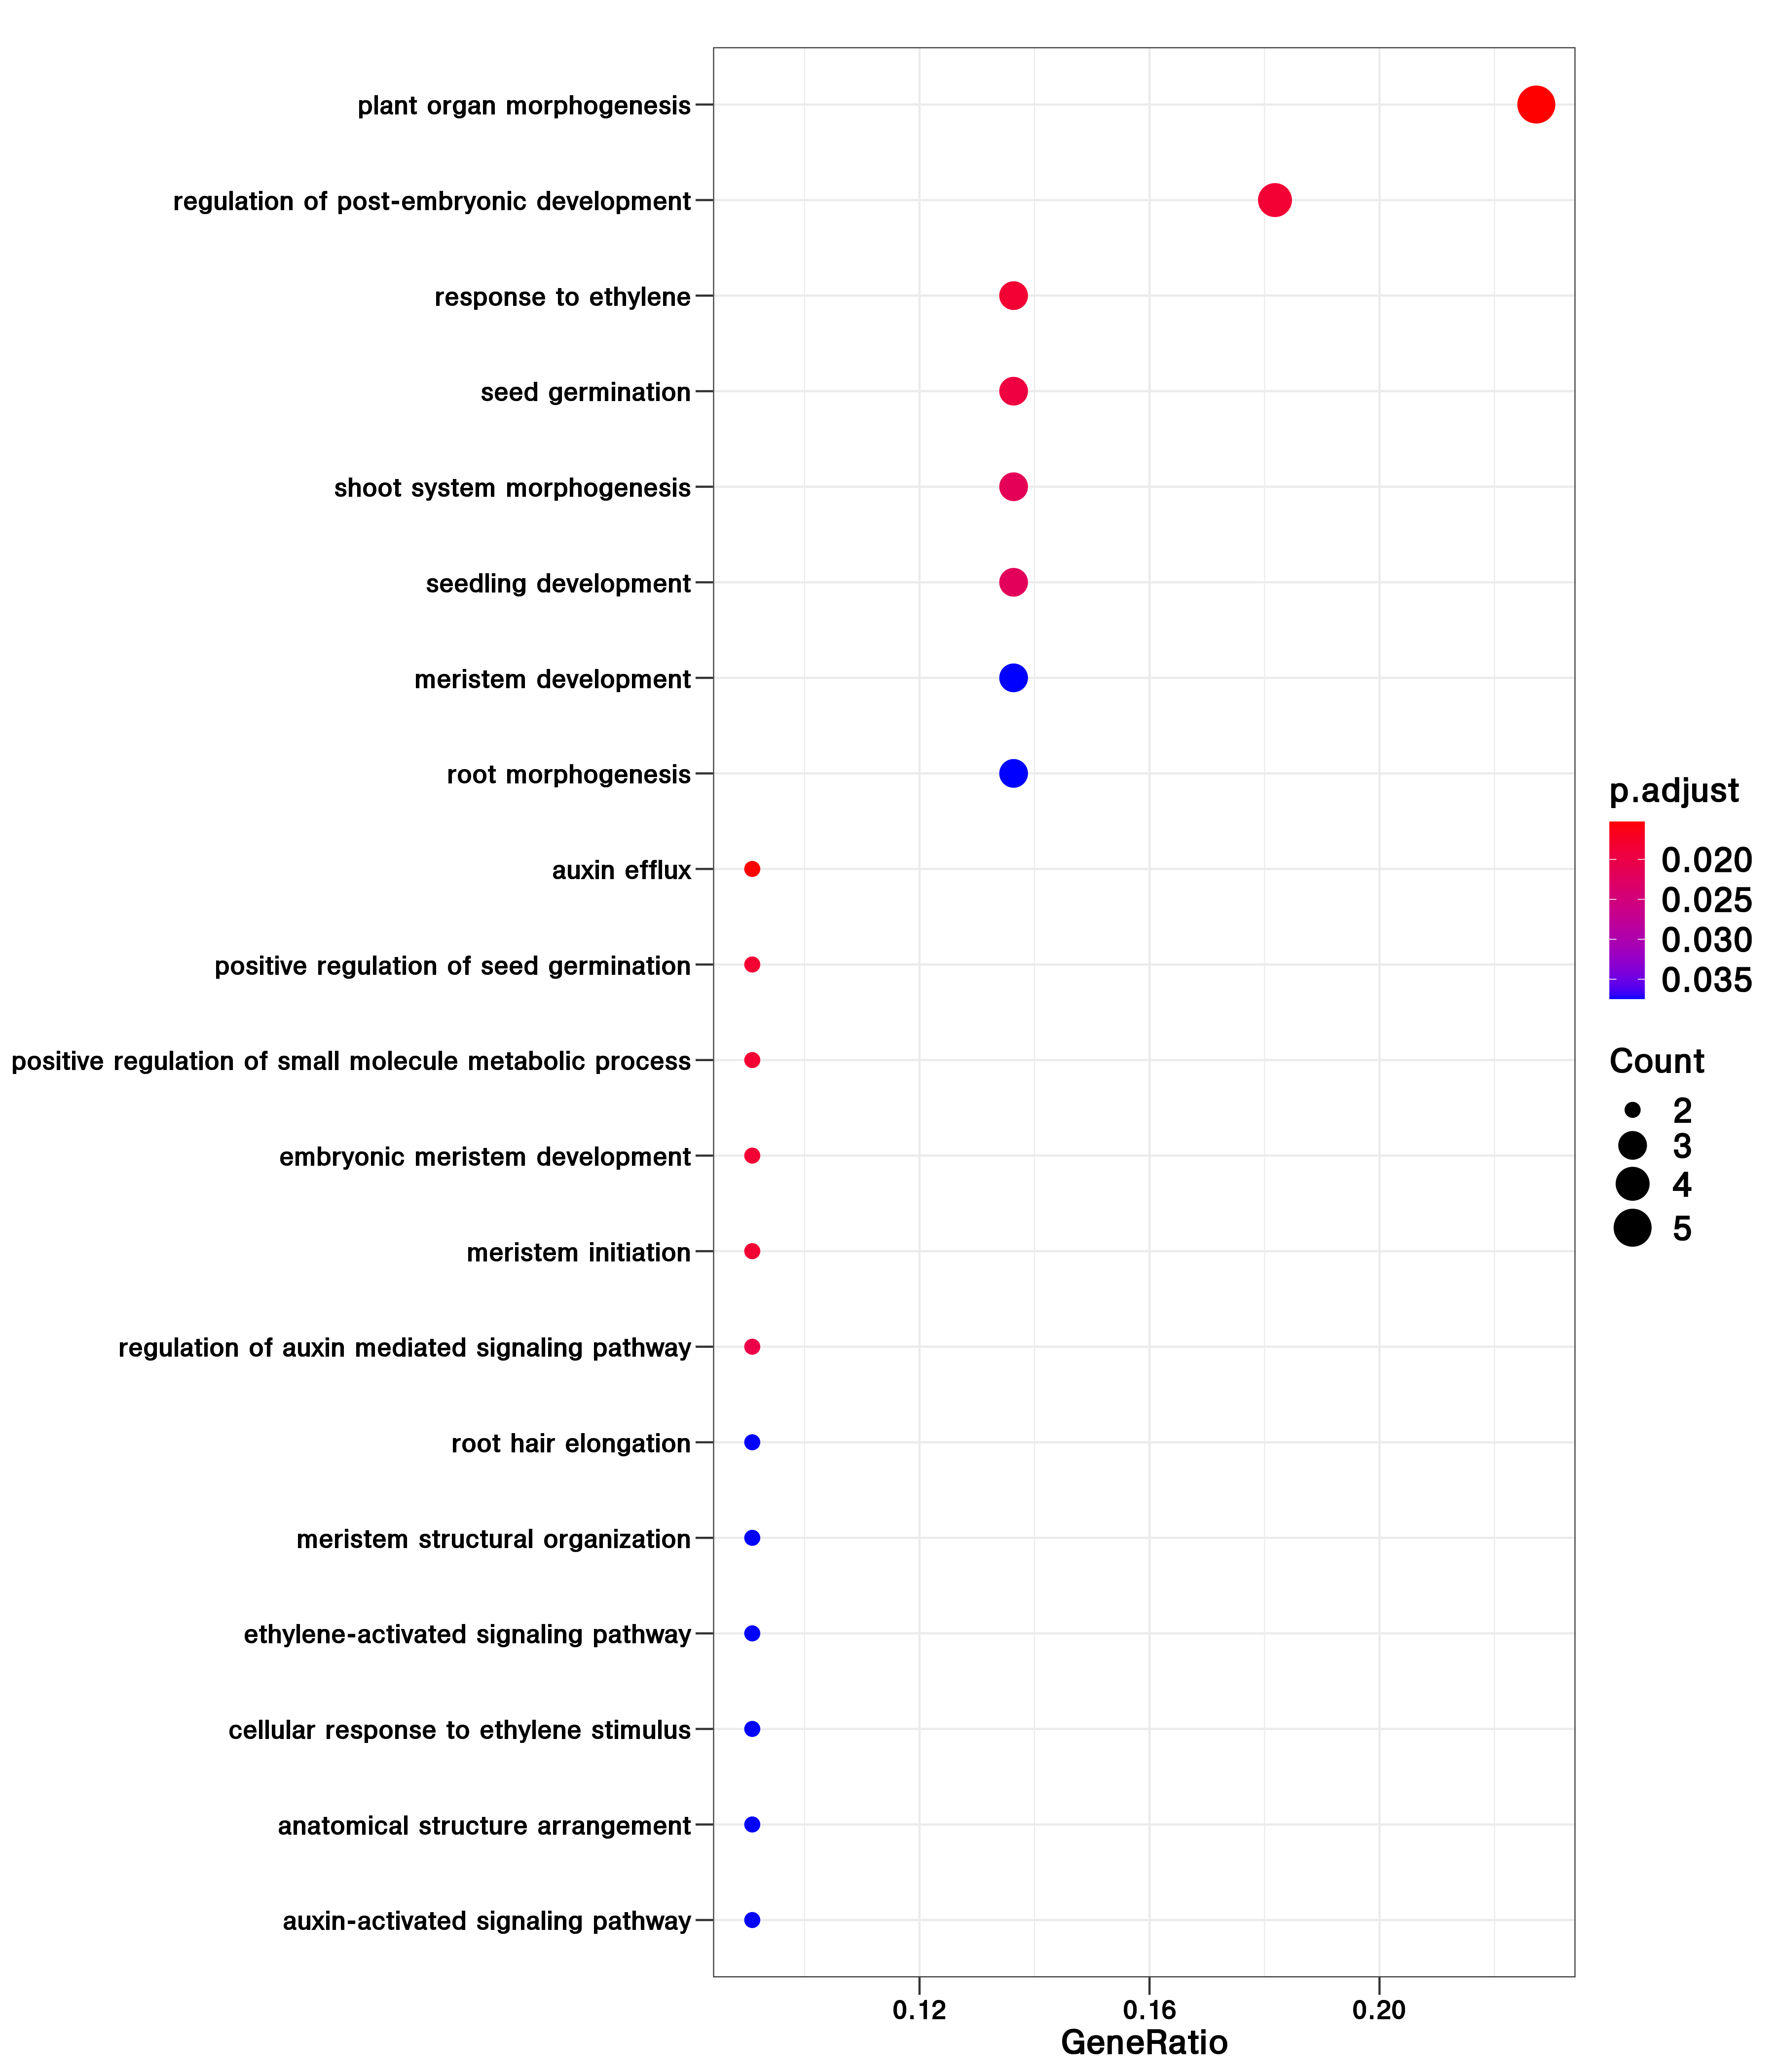 plant organ morphogenesis
regulation of post-embryonic development
response to ethylene
seed germination
shoot system morphogenesis
seedling development
meristem development
root morphogenesis
auxin efflux
positive regulation of seed germination
positive regulation of small molecule metabolic process
embryonic meristem development
meristem initiation
regulation of auxin mediated signaling pathway
root hair elongation
meristem structural organization
ethylene-activated signaling pathway
cellular response to ethylene stimulus
anatomical structure arrangement
auxin-activated signaling pathway
0.12 0.16 0.20
GeneRatio
p.adjust
0.020
0.025
0.030
0.035
Count
2
3
4
5